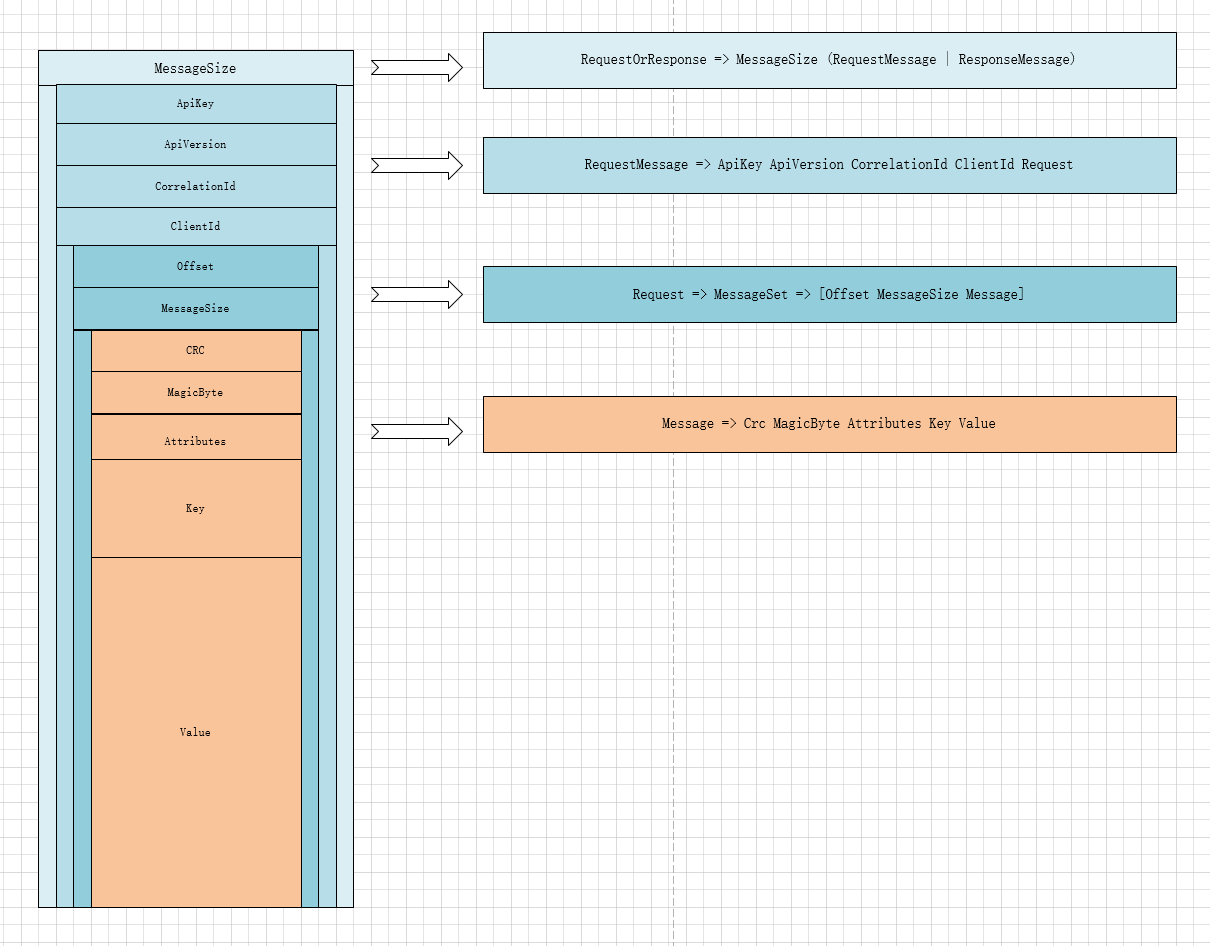 MessageSize
ApiKey
ApiVersion
CorrelationId
ClientId
Offset
MessageSize
CRC
MagicByte
Attributes
Key
Value
RequestOrResponse => MessageSize (RequestMessage | ResponseMessage)
RequestMessage => ApiKey ApiVersion CorrelationId ClientId Request
Request => MessageSet => [Offset MessageSize Message]
Message => Crc MagicByte Attributes Key Value